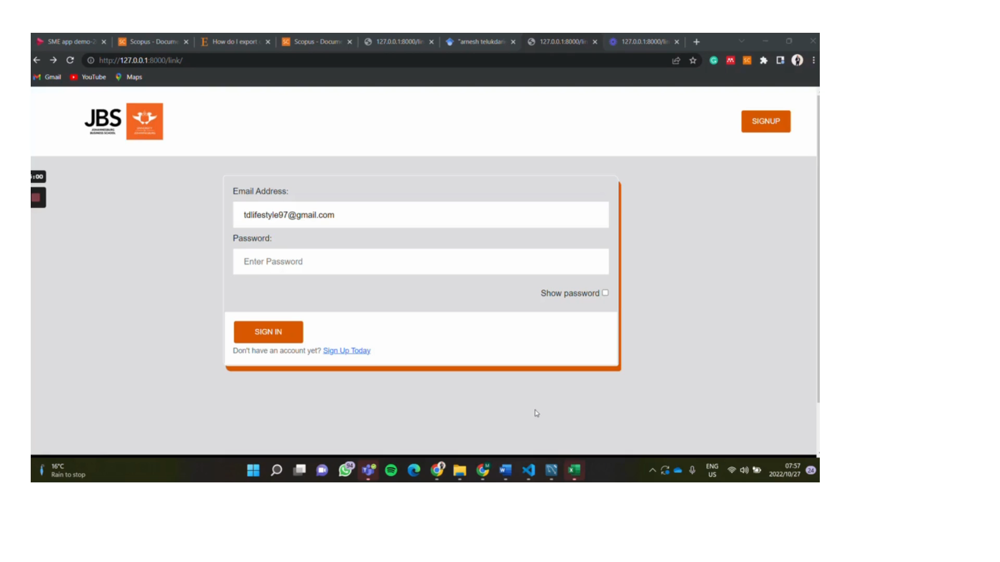 SME app demo-2
Scopus - Docume
How do I export
Scopus - Docume
127.0.0.1:8000/lin
"arnesh telukdari
127.0.0.1:8000/lin
127.0.0.1:8000/lin
http://127.0.0.1:8000/link/
Gmail YouTube Maps
JBS
JOHANNESBURG
BUSINESS SCHOOL
UNIVERSITY
JOHANNESBURG
SIGNUP
:00
Email Address:
tdlifestyle97@gmail.com
Password:
Enter Password
Show password
SIGN IN
Don't have an account yet? Sign Up Today
16°C
Rain to stop
94
ENG
US
07:57
2022/10/27
24